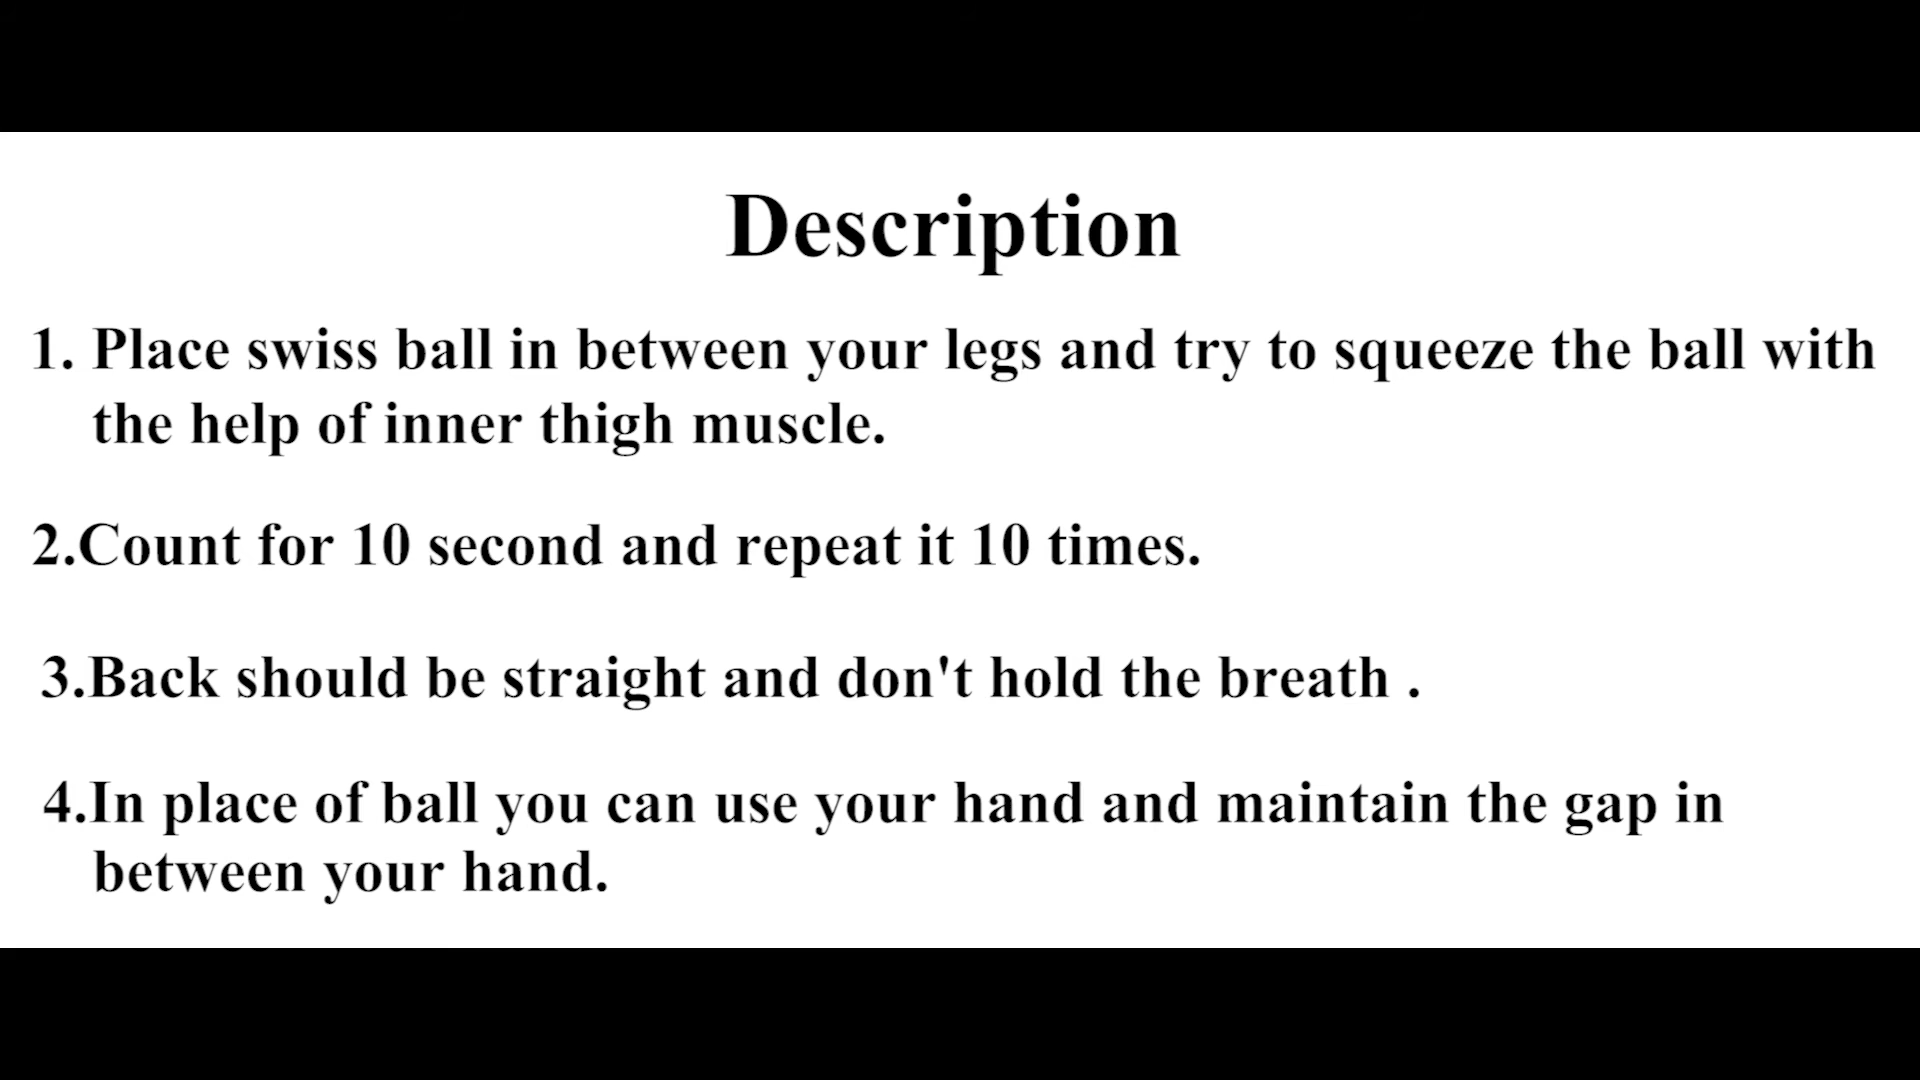 Description
1. Place swiss ball in between your legs and try to squeeze the ball with
the help of inner thigh muscle.
2.Count for 10 second and repeat it 10 times.
3.Back should be straight and don't hold the breath .
4.In place of ball you can use your hand and maintain the gap in
between your hand.